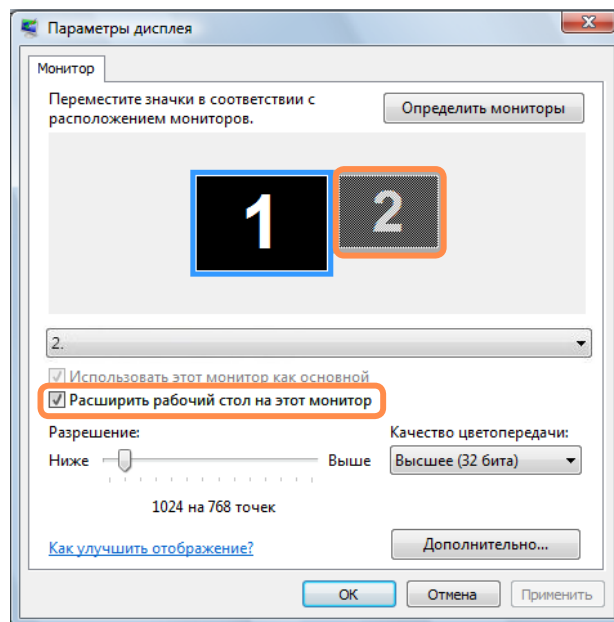 Параметры дисплея
Монитор
Переместите значки в соответствии с
расположением мониторов.
Определить мониторы
1
2
2.
Использовать этот монитор как основной
Расширить рабочий стол на этот монитор
Разрешение:
Качество цветопередачи:
Ниже
Выше
Высшее (32 бита)
1024 на 768 точек
Как улучшить отображение?
Дополнительно...
OK
Отмена
Применить